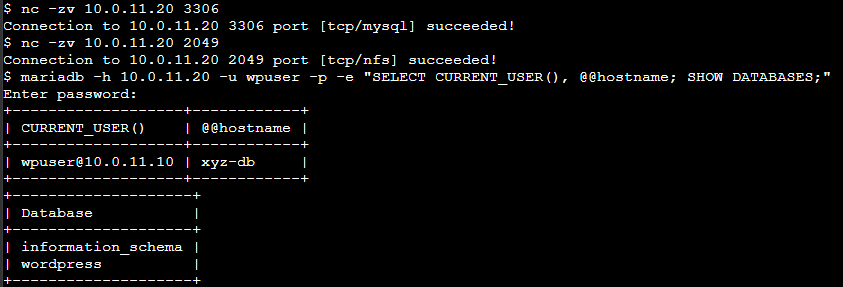 $ nc -zv 10.0.11.20 3306
Connection to 10.0.11.20 3306 port [tcp/mysql] succeeded!
$ nc -zv 10.0.11.20 2049
Connection to 10.0.11.20 2049 port [tcp/nfs] succeeded!
$ mariadb -h 10.0.11.20 -u wpuser -p -e "SELECT CURRENT_USER(), @@hostname; SHOW DATABASES;"
Enter password:
+-------------------+------------+
| CURRENT_USER()    | @@hostname |
+-------------------+------------+
| wpuser@10.0.11.10 | xyz-db     |
+-------------------+------------+
+--------------------+
| Database           |
+--------------------+
| information_schema |
| wordpress          |
+--------------------+